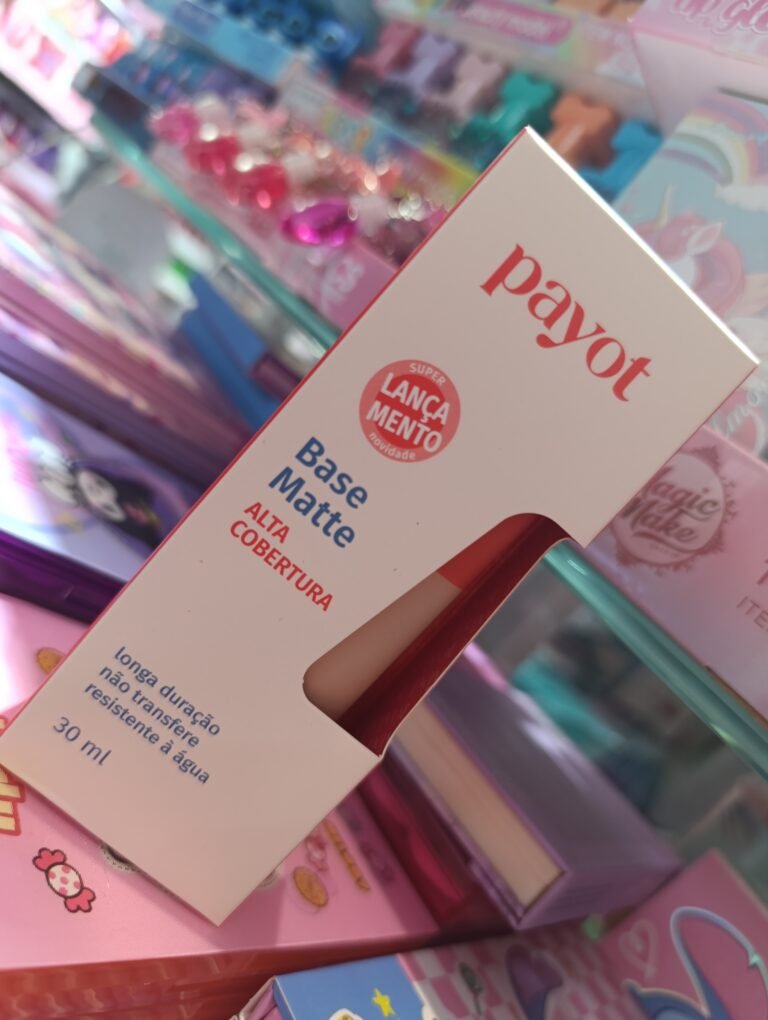 payot
SUPER
LANÇA
MENTO
novidade
Base
Matte
ALTA
COBERTURA
longa duração
não transfere
resistente à água
30 ml
Magic
Make